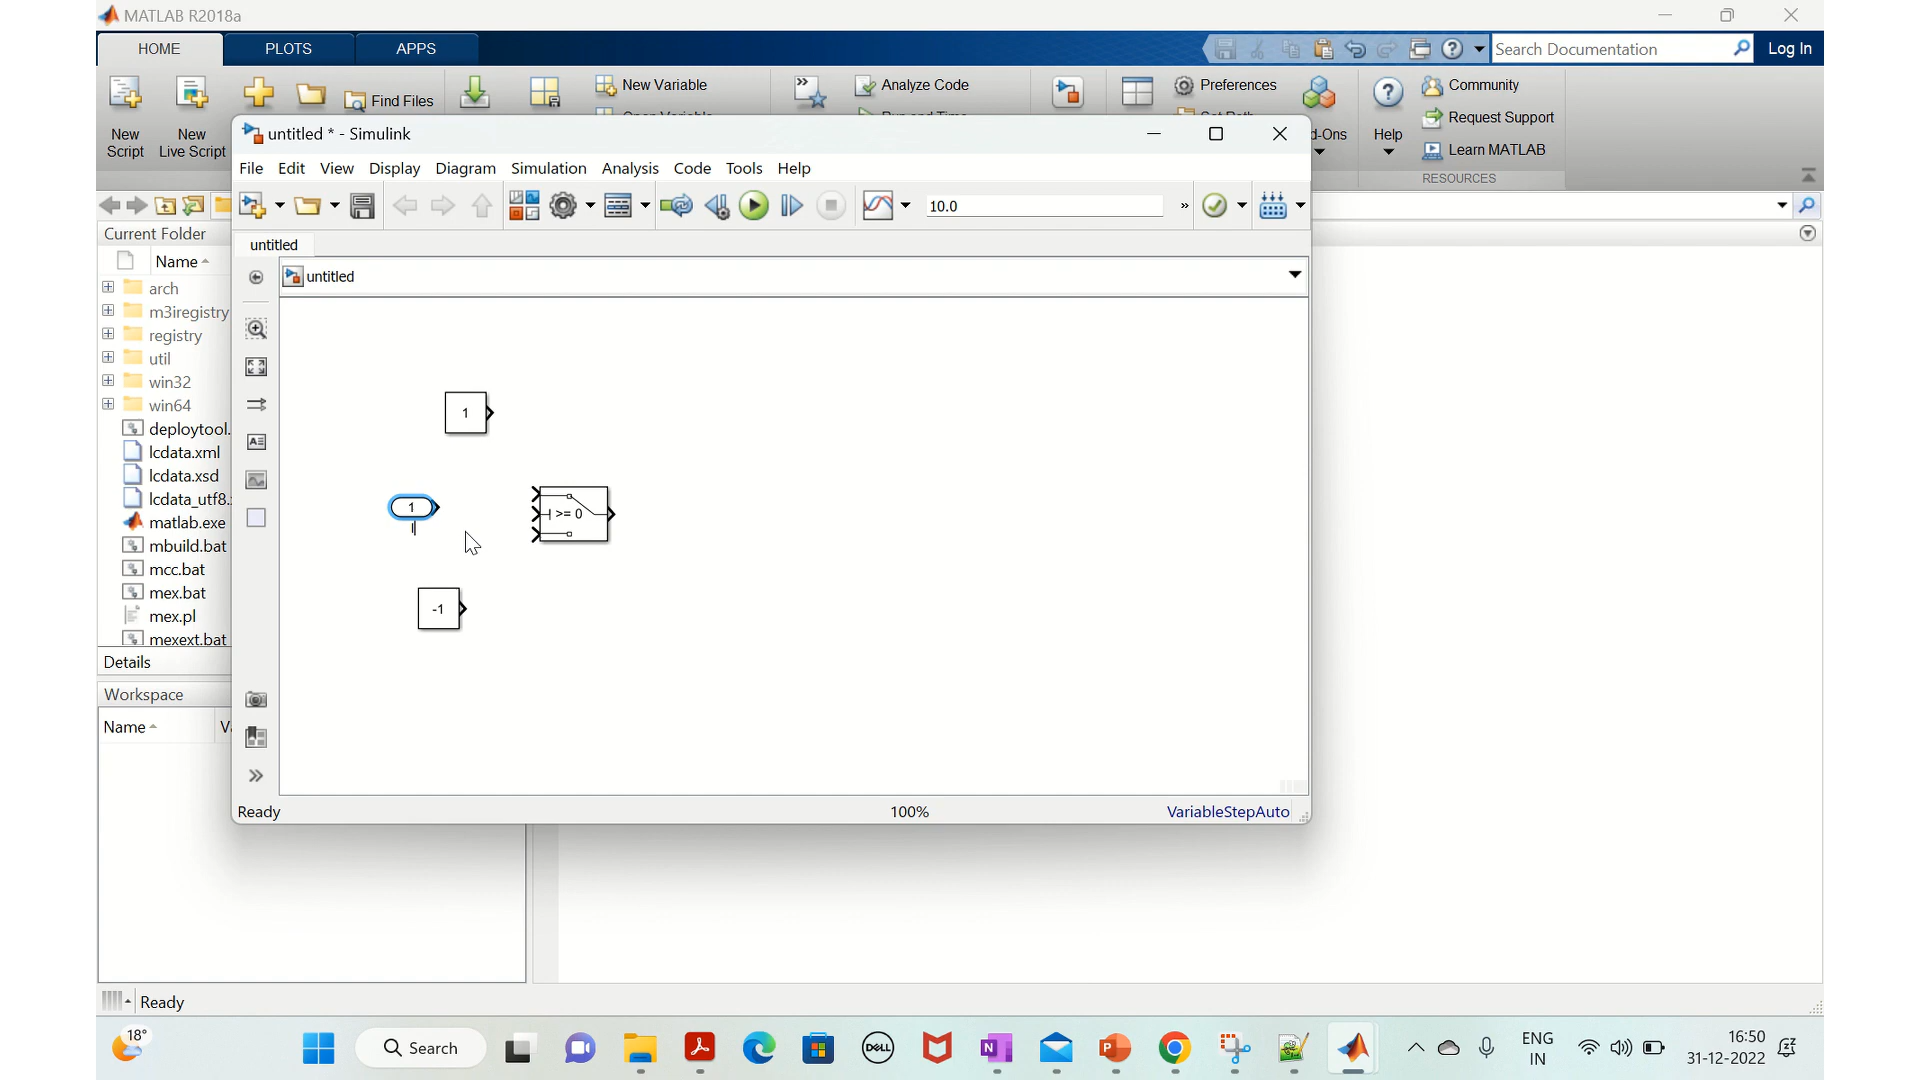 MATLAB R2018a
HOME PLOTS APPS
Search Documentation
Log In
New Script
New Live Script
Find Files
New Variable
Analyze Code
Preferences
Help
Community
Request Support
Learn MATLAB
RESOURCES
untitled * - Simulink
File Edit View Display Diagram Simulation Analysis Code Tools Help
10.0
»
untitled
untitled
Current Folder
Name
arch
m3iregistry
registry
util
win32
win64
deploytool.
lcdata.xml
lcdata.xsd
lcdata_utf8.
matlab.exe
mbuild.bat
mcc.bat
mex.bat
mex.pl
mexext.bat
Details
Workspace
Name
1
1
I
>= 0
-1
Ready 100% VariableStepAuto
Ready
18°
Search
DELL
ENG
IN
16:50
31-12-2022